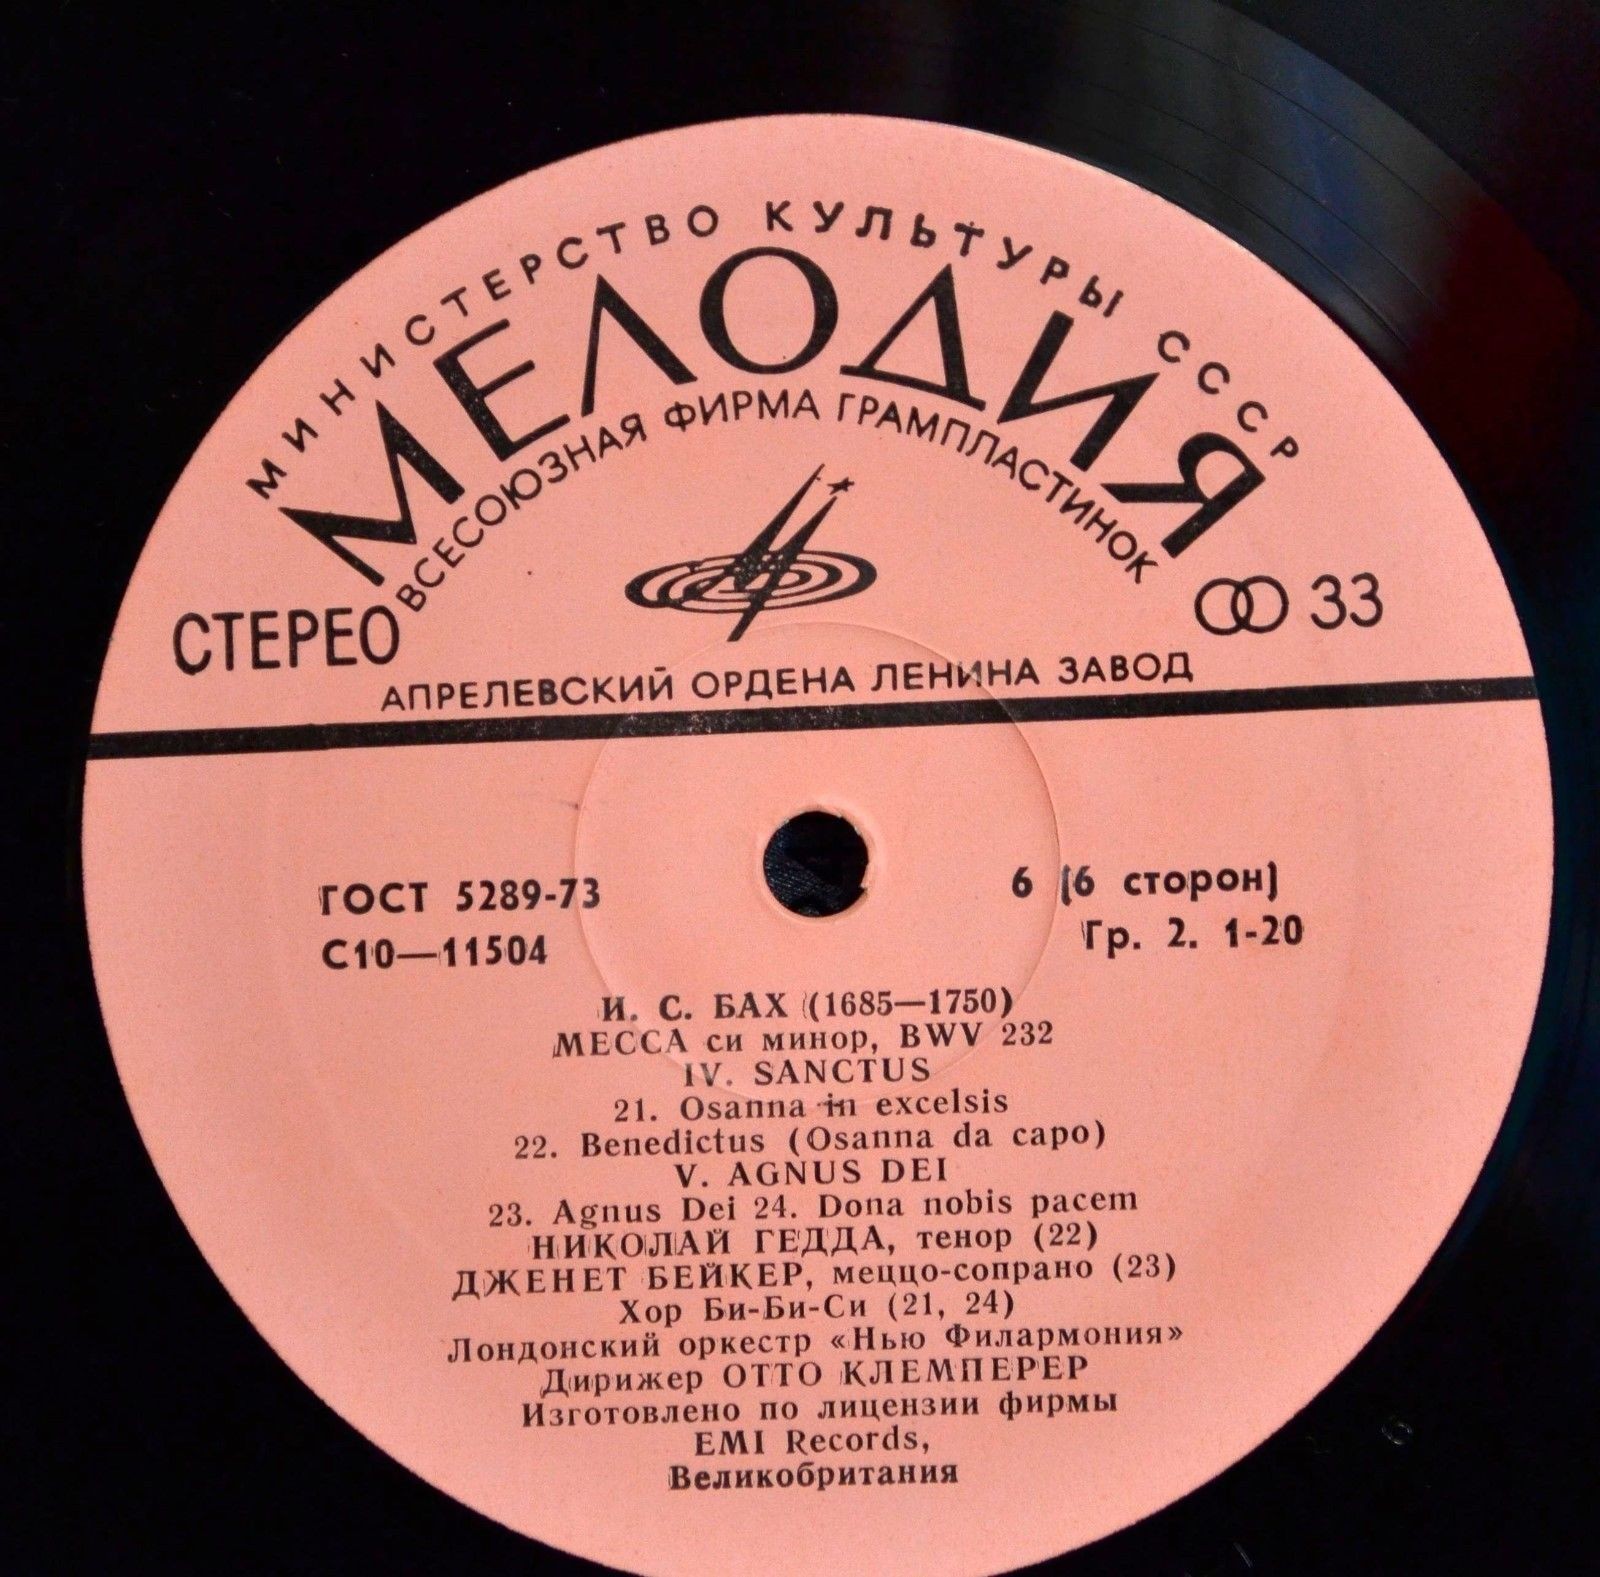 МИНИСТЕРСТВО КУЛЬТУРЫ СССР
МЕЛОДИЯ
ВСЕСОЮЗНАЯ ФИРМА ГРАМПЛАСТИНОК
СТЕРЕО
33
АПРЕЛЕВСКИЙ ОРДЕНА ЛЕНИНА ЗАВОД
ГОСТ 5289-73
6 (6 сторон)
С10—11504
Гр. 2. 1-20
И. С. БАХ (1685—1750)
МЕССА си минор, BWV 232
IV. SANCTUS
21. Osanna in excelsis
22. Benedictus (Osanna da capo)
V. AGNUS DEI
23. Agnus Dei 24. Dona nobis pacem
НИКОЛАЙ ГЕДДА, тенор (22)
ДЖЕНЕТ БЕЙКЕР, меццо-сопрано (23)
Хор Би-Би-Си (21, 24)
Лондонский оркестр «Нью Филармония»
Дирижер ОТТО КЛЕМПЕРЕР
Изготовлено по лицензии фирмы
EMI Records,
Великобритания